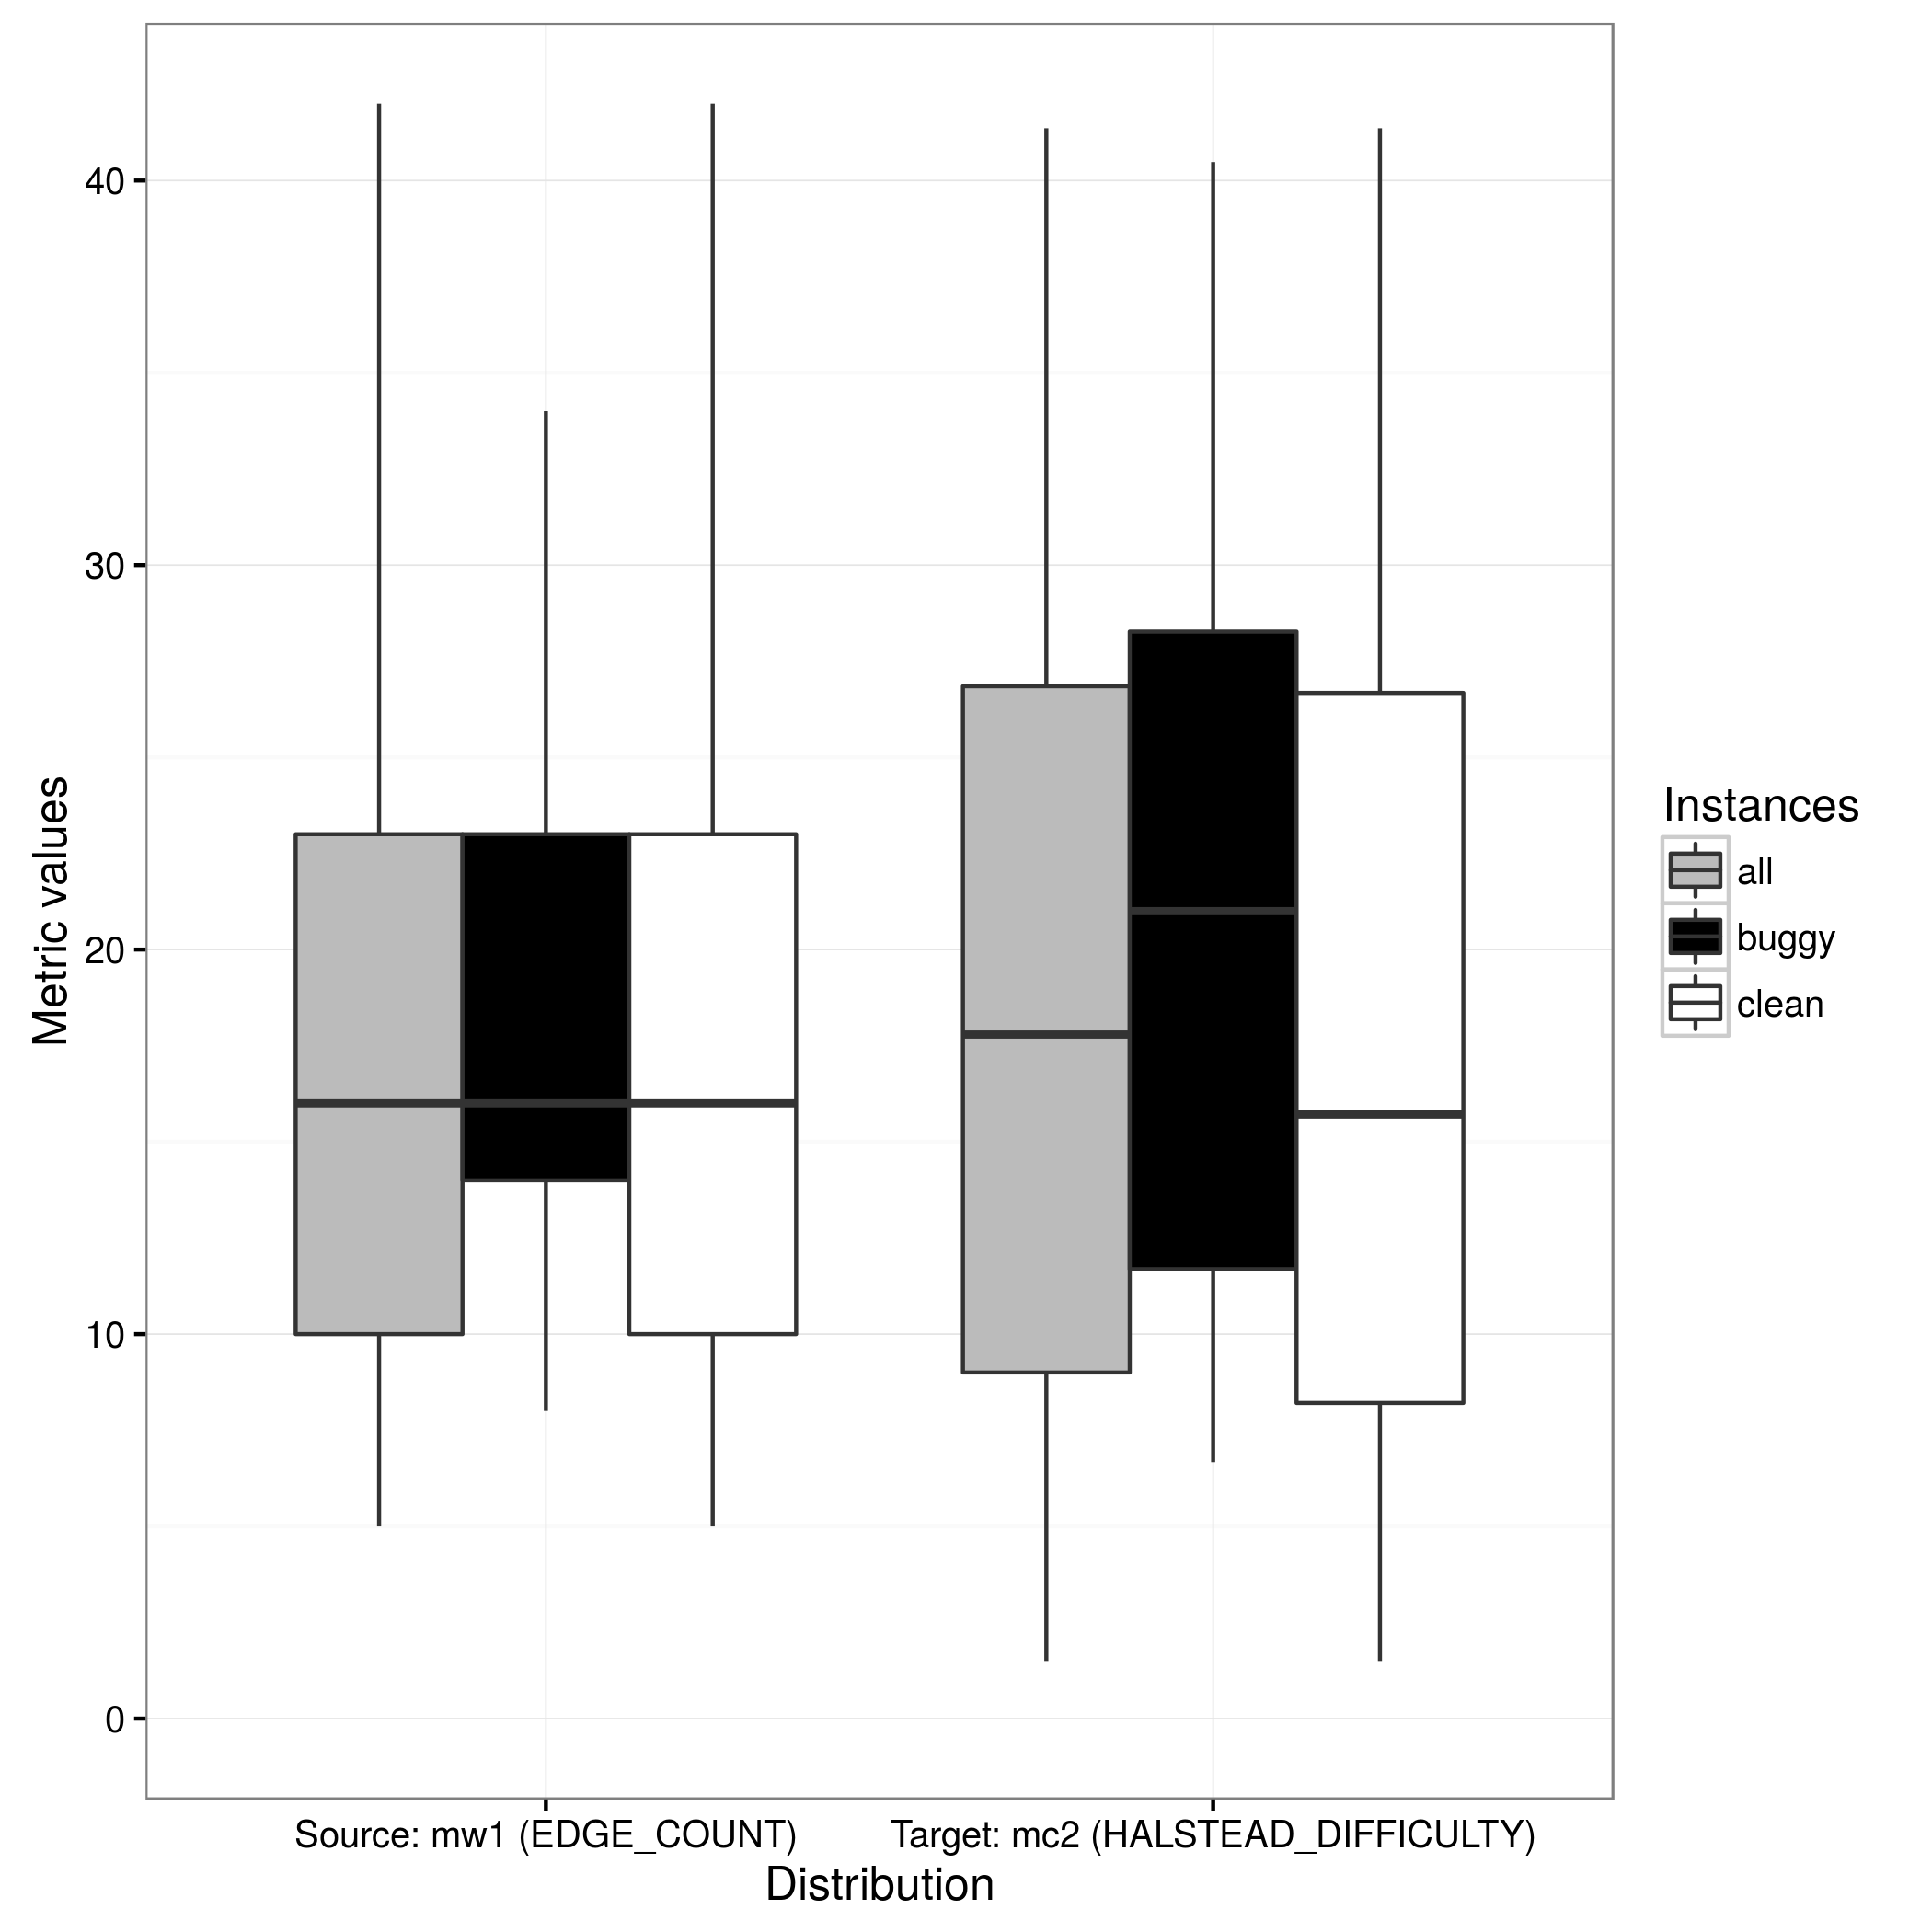 40
30
20
10
0
Metric values
Source: mw1 (EDGE_COUNT)
Target: mc2 (HALSTEAD_DIFFICULTY)
Distribution
Instances
all
buggy
clean